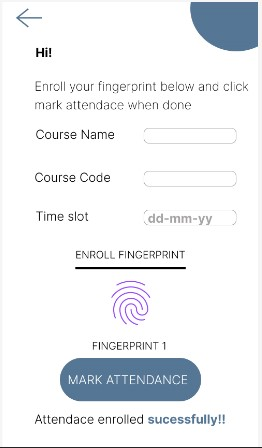 Hi!
Enroll your fingerprint below and click
mark attendace when done
Course Name
Course Code
Time slot dd-mm-yy
ENROLL FINGERPRINT
FINGERPRINT 1
MARK ATTENDANCE
Attendace enrolled sucessfully!!